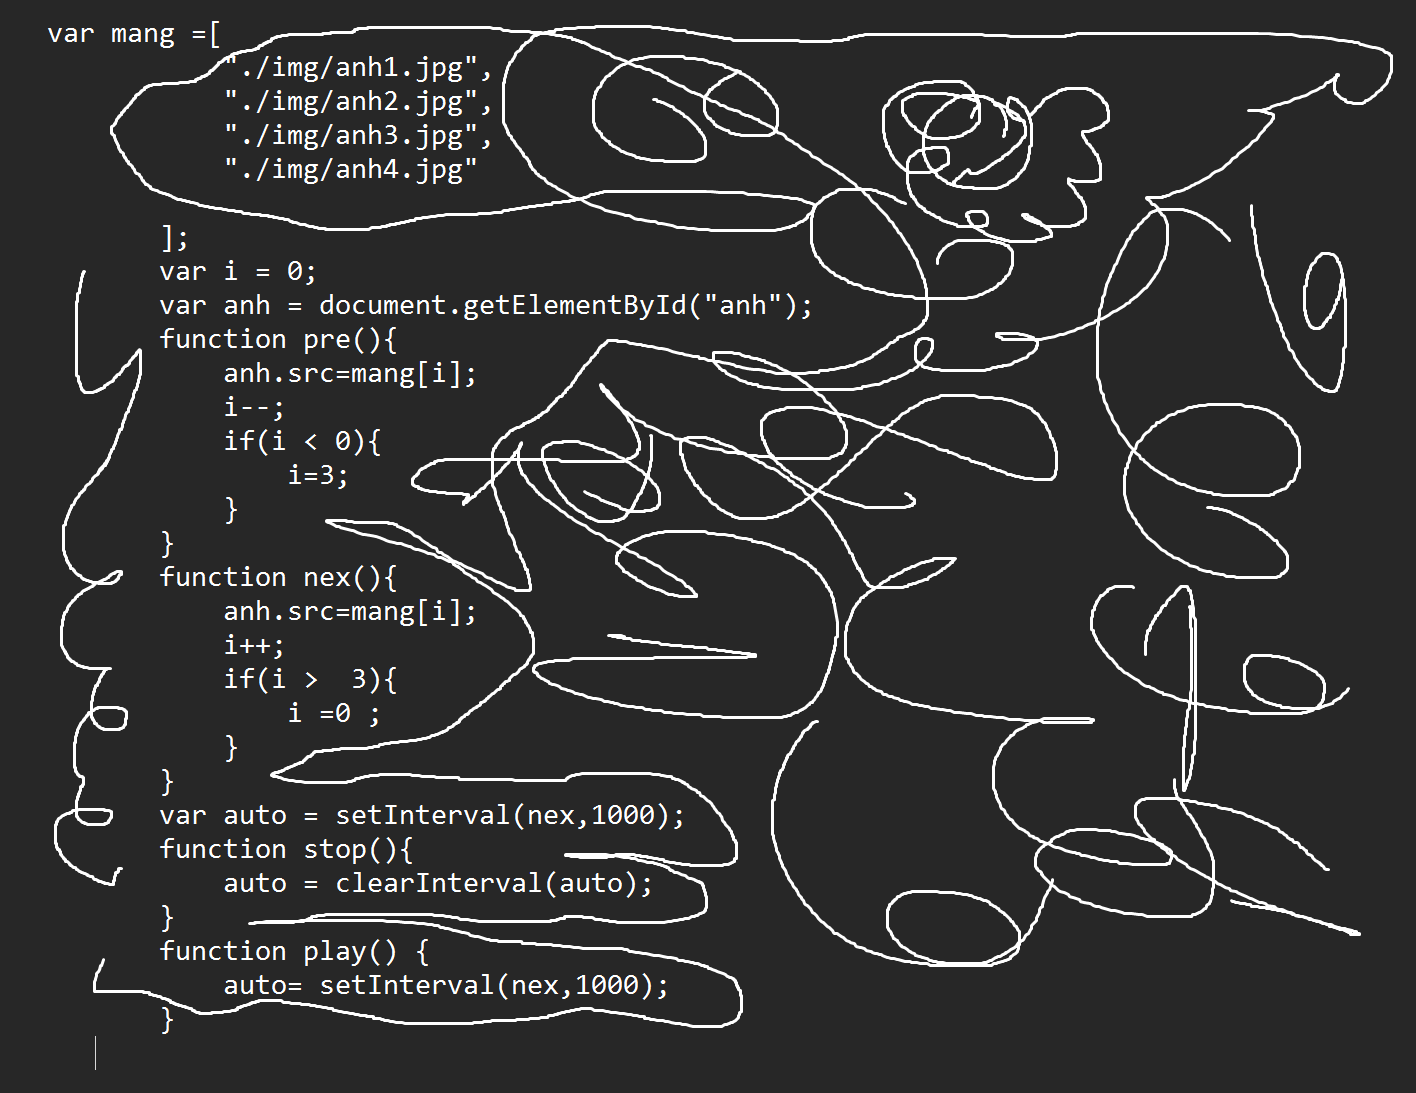 var mang =[
"./img/anh1.jpg",
"./img/anh2.jpg",
"./img/anh3.jpg",
"./img/anh4.jpg"
];
var i = 0;
var anh = document.getElementById("anh");
function pre(){
anh.src=mang[i];
i--;
if(i < 0){
i=3;
}
}
function nex(){
anh.src=mang[i];
i++;
if(i >  3){
i =0 ;
}
}
var auto = setInterval(nex,1000);
function stop(){
auto = clearInterval(auto);
}
function play() {
auto= setInterval(nex,1000);
}